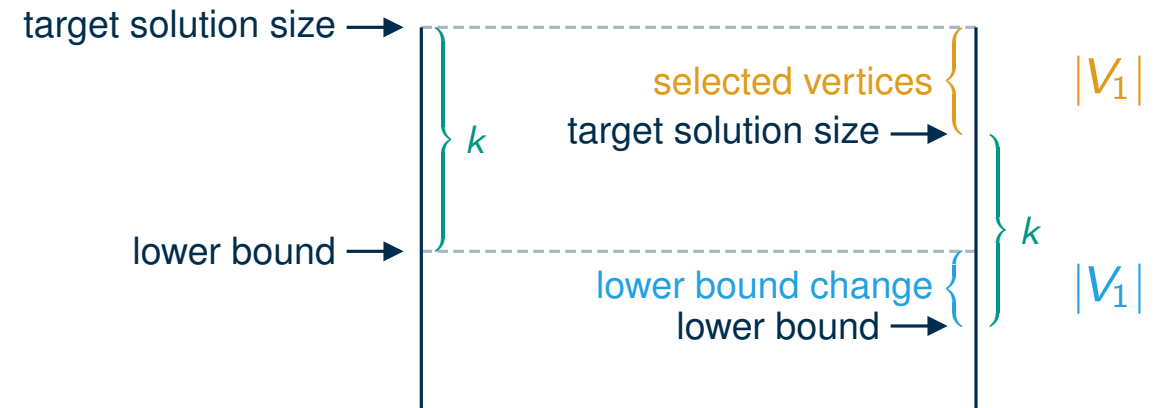 target solution size
selected vertices
|V₁|
target solution size
k
k
lower bound
lower bound change
|V₁|
lower bound